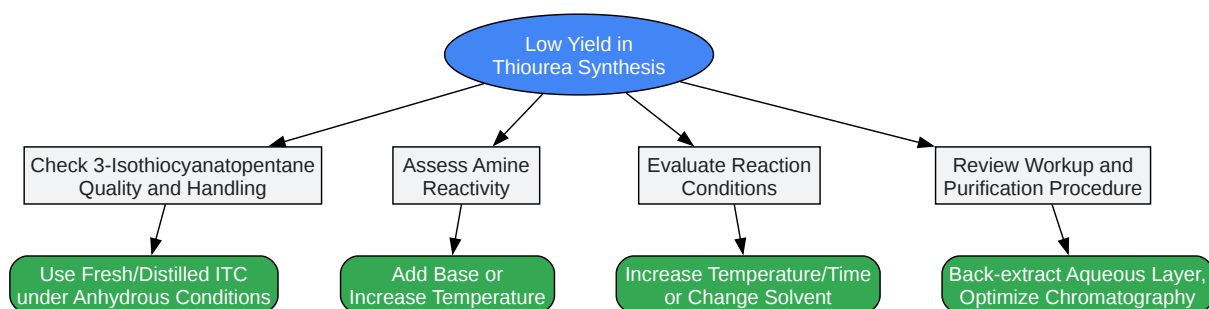 Low Yield in
Thiourea Synthesis
Check 3-Isothiocyanatopentane
Quality and Handling
Assess Amine
Reactivity
Evaluate Reaction
Conditions
Review Workup and
Purification Procedure
Use Fresh/Distilled ITC
under Anhydrous Conditions
Add Base or
Increase Temperature
Increase Temperature/Time
or Change Solvent
Back-extract Aqueous Layer,
Optimize Chromatography